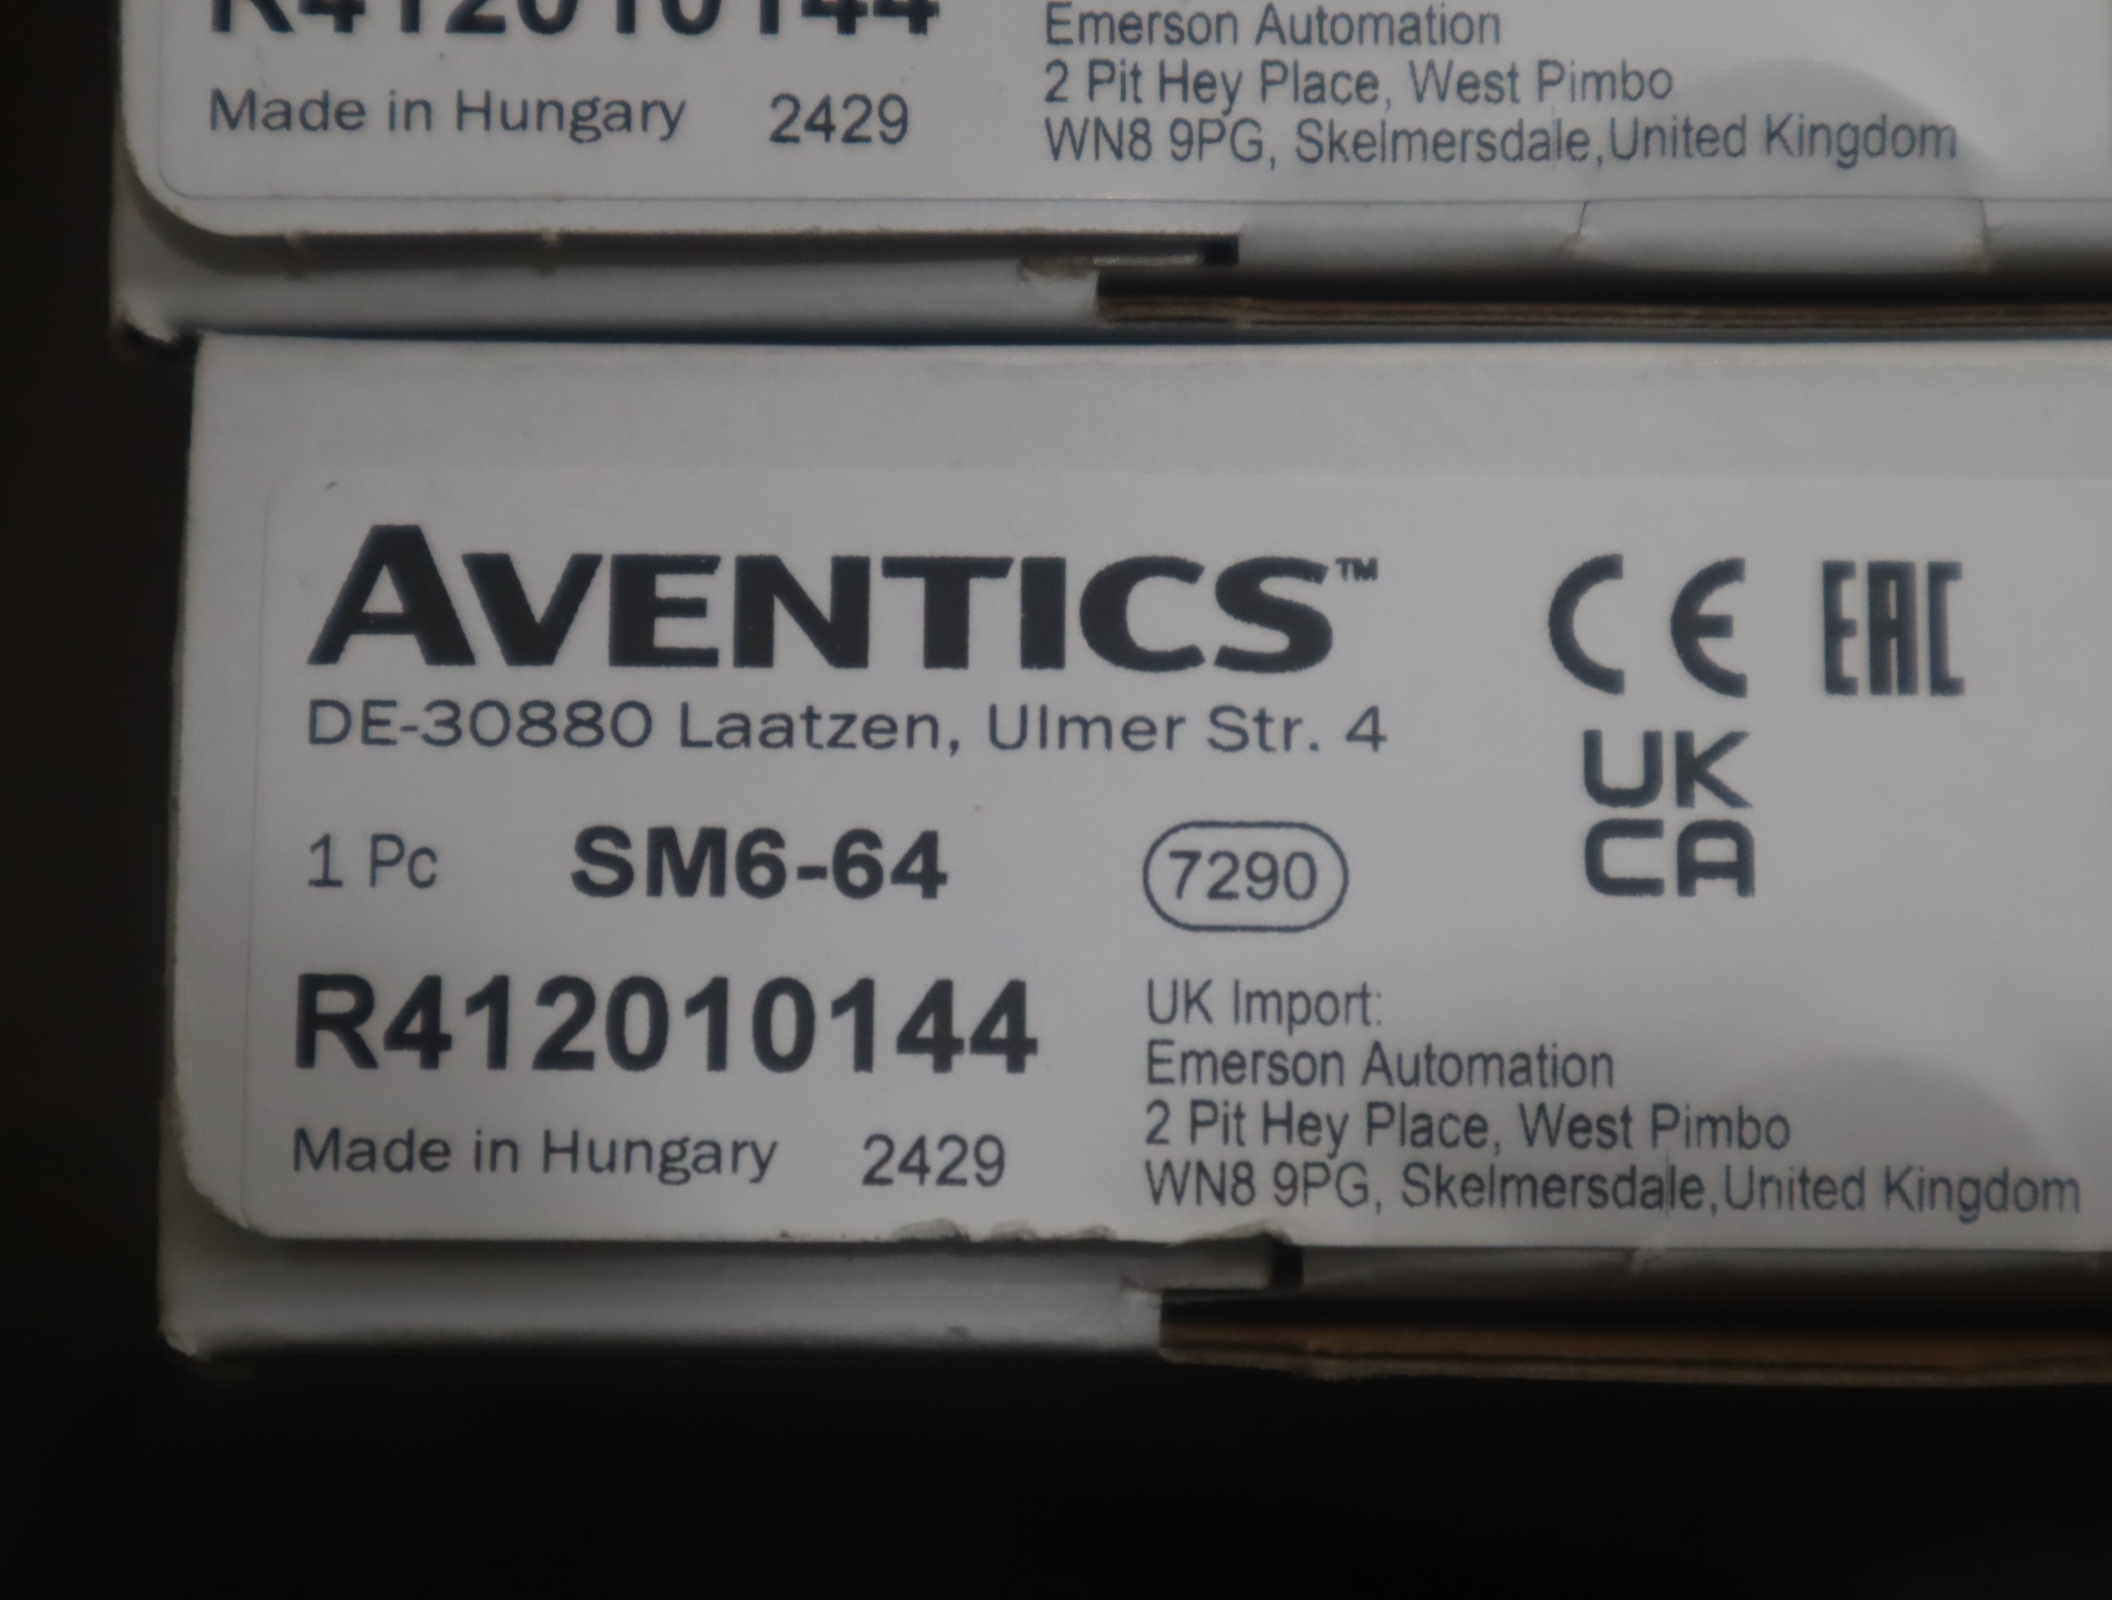 R412010144
Made in Hungary 2429
Emerson Automation
2 Pit Hey Place, West Pimbo
WN8 9PG, Skelmersdale,United Kingdom
AVENTICS™
DE-30880 Laatzen, Ulmer Str. 4
CE EAC
UK
CA
1 Pc SM6-64 7290
R412010144
Made in Hungary 2429
UK Import:
Emerson Automation
2 Pit Hey Place, West Pimbo
WN8 9PG, Skelmersdale,United Kingdom